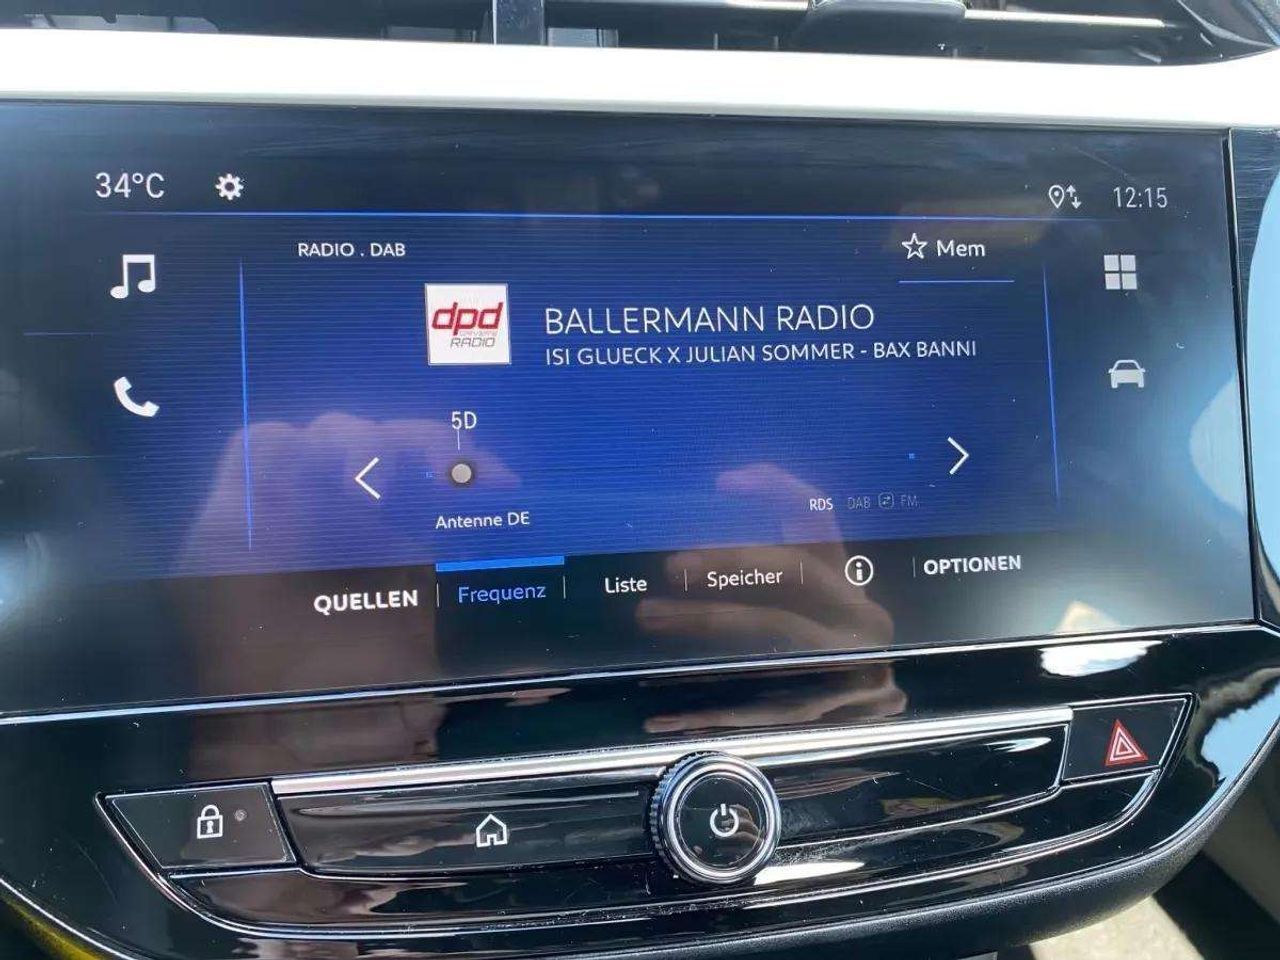 34°C
12:15
RADIO . DAB
Mem
dpd
DRIVER'S
RADIO
BALLERMANN RADIO
ISI GLUECK X JULIAN SOMMER - BAX BANNI
5D
Antenne DE
RDS DAB FM
QUELLEN Frequenz Liste Speicher OPTIONEN